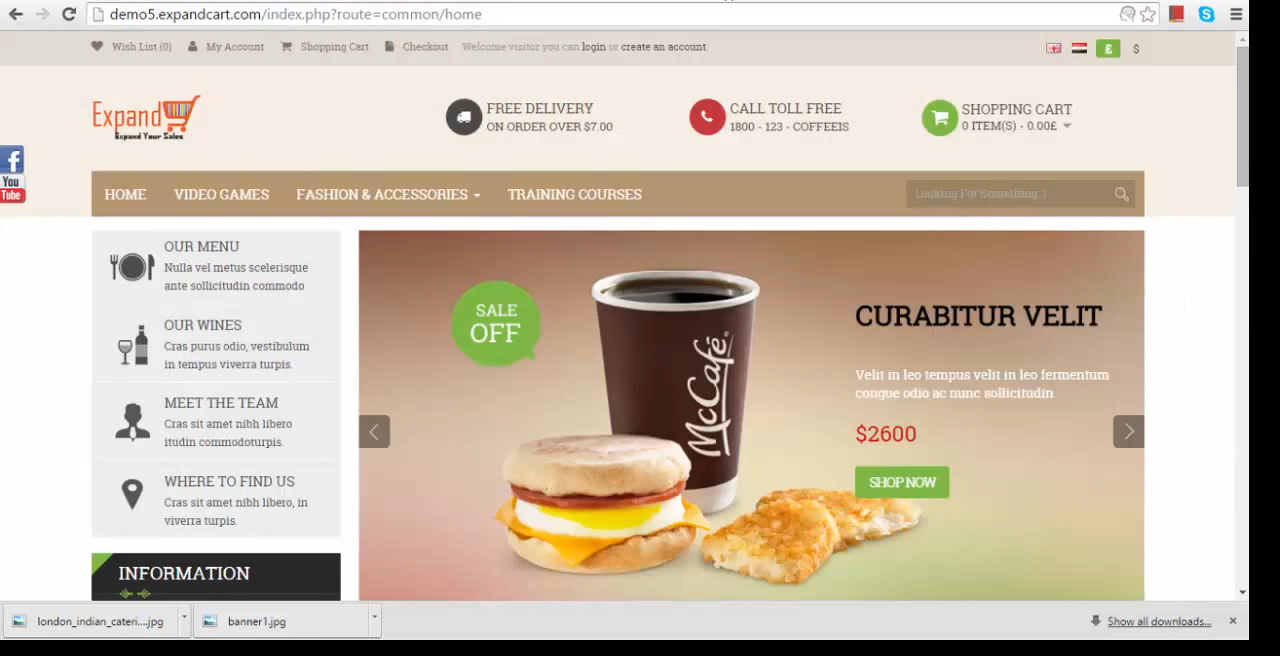 demo5.expandcart.com/index.php?route=common/home
Wish List (0) My Account Shopping Cart Checkout Welcome visitor you can login or create an account.
£ $
Expand
Expand Your Sales
FREE DELIVERY
ON ORDER OVER $7.00
CALL TOLL FREE
1800 - 123 - COFFEEIS
SHOPPING CART
0 ITEM(S) - 0.00£
f
You
Tube
HOME VIDEO GAMES FASHION & ACCESSORIES TRAINING COURSES
Looking For Something :)
OUR MENU
Nulla vel metus scelerisque
ante sollicitudin commodo
OUR WINES
Cras purus odio, vestibulum
in tempus viverra turpis.
MEET THE TEAM
Cras sit amet nibh libero
itudin commodoturpis.
WHERE TO FIND US
Cras sit amet nibh libero, in
viverra turpis.
INFORMATION
SALE
OFF
McCafé
CURABITUR VELIT
Velit in leo tempus velit in leo fermentum
congue odio ac nunc sollicitudin
$2600
SHOP NOW
london_indian_cateri....jpg banner1.jpg Show all downloads...